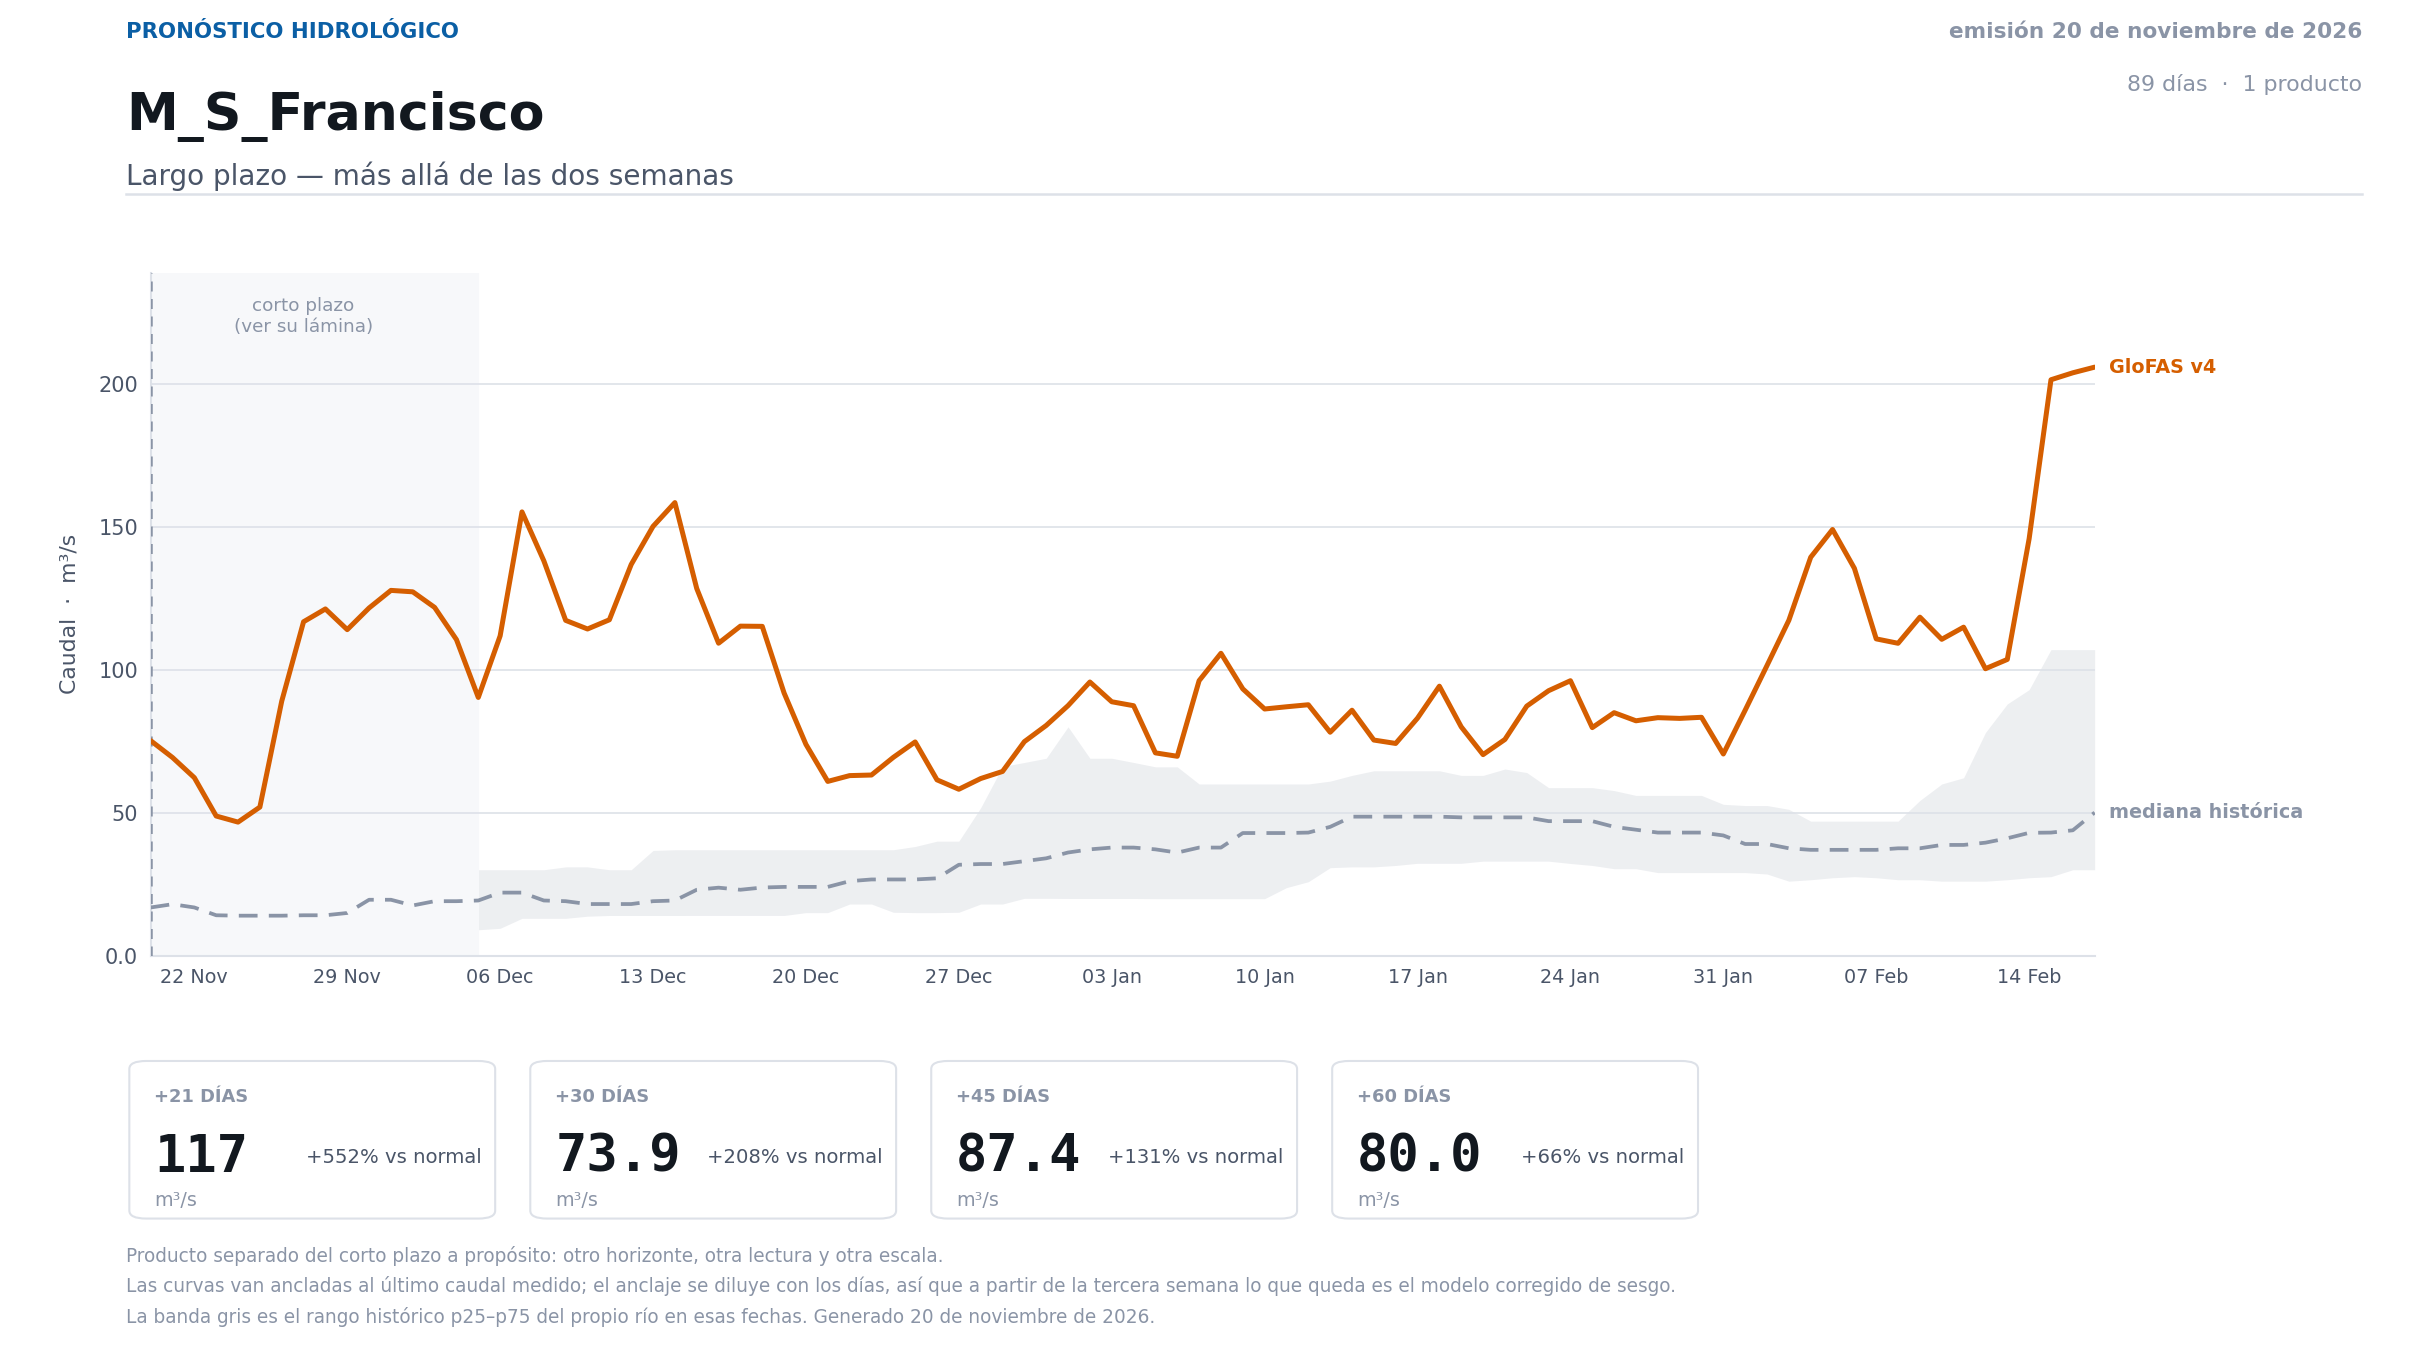 PRONÓSTICO HIDROLÓGICO
emisión 20 de noviembre de 2026
89 días · 1 producto
M_S_Francisco
Largo plazo — más allá de las dos semanas
corto plazo
(ver su lámina)
Caudal · m³/s
200
150
100
50
0.0
GloFAS v4
mediana histórica
22 Nov
29 Nov
06 Dec
13 Dec
20 Dec
27 Dec
03 Jan
10 Jan
17 Jan
24 Jan
31 Jan
07 Feb
14 Feb
+21 DÍAS
117
+552% vs normal
m³/s
+30 DÍAS
73.9
+208% vs normal
m³/s
+45 DÍAS
87.4
+131% vs normal
m³/s
+60 DÍAS
80.0
+66% vs normal
m³/s
Producto separado del corto plazo a propósito: otro horizonte, otra lectura y otra escala.
Las curvas van ancladas al último caudal medido; el anclaje se diluye con los días, así que a partir de la tercera semana lo que queda es el modelo corregido de sesgo.
La banda gris es el rango histórico p25–p75 del propio río en esas fechas. Generado 20 de noviembre de 2026.